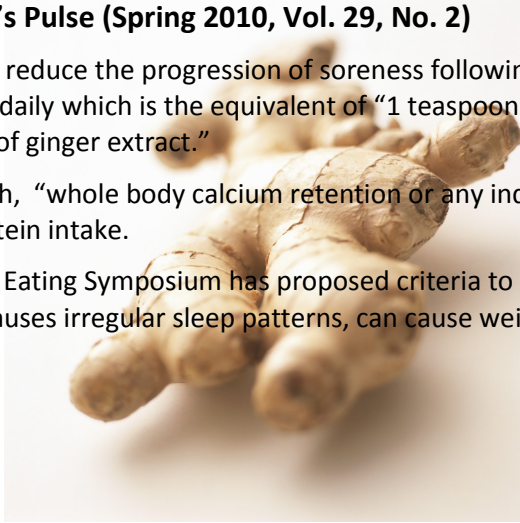 ’s Pulse (Spring 2010, Vol. 29, No. 2)
reduce the progression of soreness followin
daily which is the equivalent of “1 teaspoon
of ginger extract.”
h, “whole body calcium retention or any ind
tein intake.
Eating Symposium has proposed criteria to
auses irregular sleep patterns, can cause wei